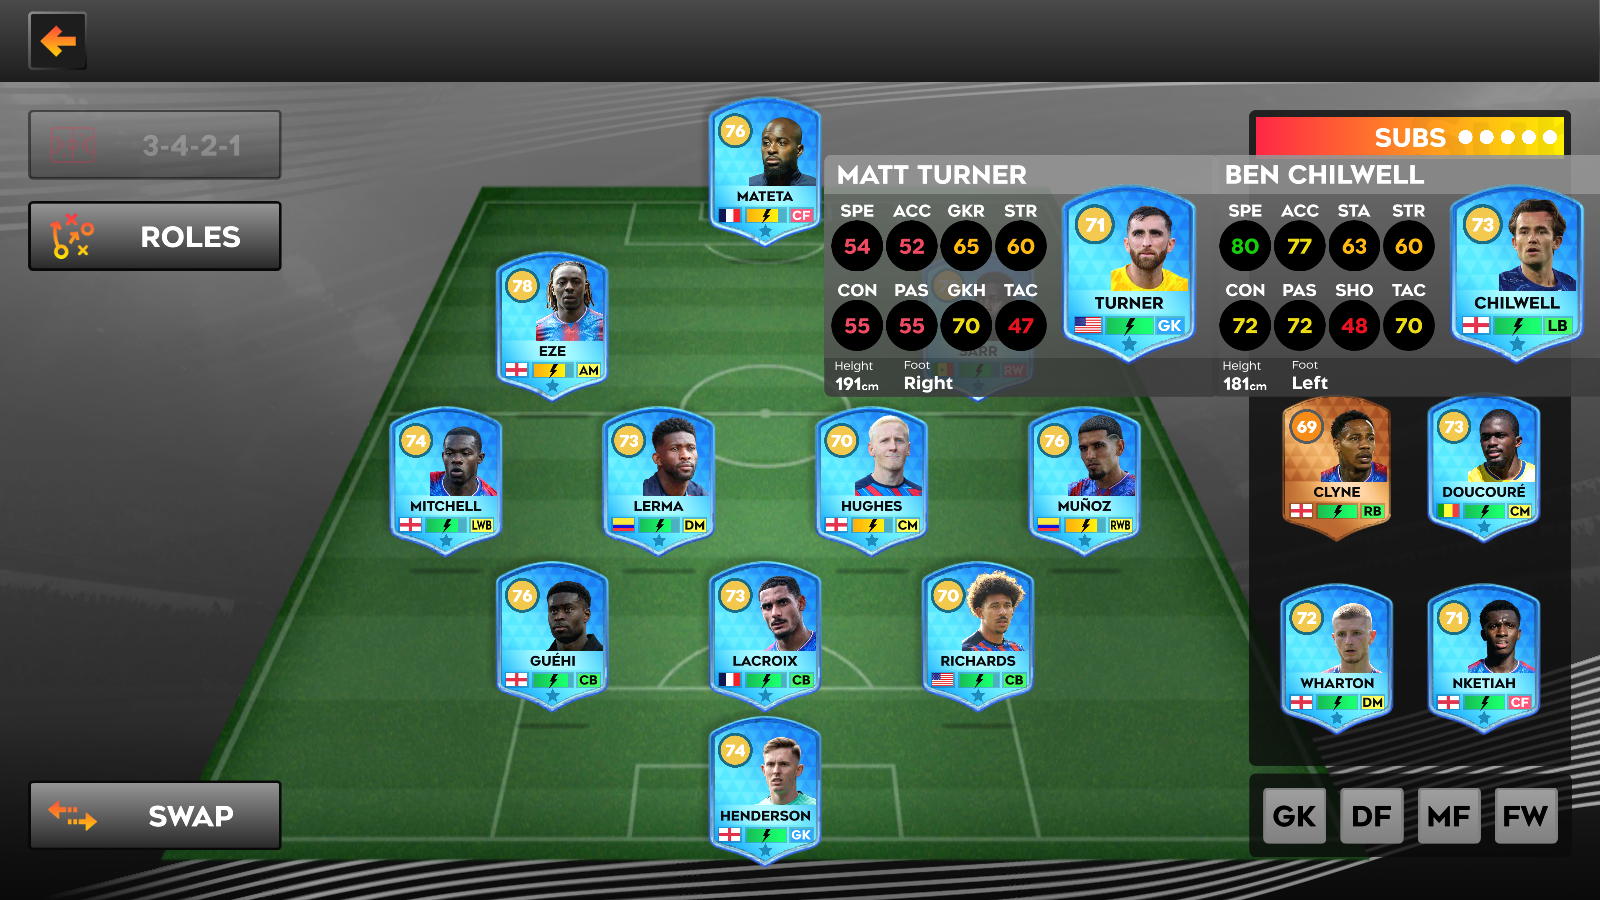 3-4-2-1
ROLES
SWAP
76
MATETA
CF
78
EZE
AM
SARR
RW
74
MITCHELL
LWB
73
LERMA
DM
70
HUGHES
CM
76
MUÑOZ
RWB
76
GUÉHI
CB
73
LACROIX
CB
70
RICHARDS
CB
74
HENDERSON
GK
MATT TURNER
SPE ACC GKR STR
54 52 65 60
CON PAS GKH TAC
55 55 70 47
Height Foot
191cm Right
71
TURNER
GK
SUBS
BEN CHILWELL
SPE ACC STA STR
80 77 63 60
CON PAS SHO TAC
72 72 48 70
Height Foot
181cm Left
73
CHILWELL
LB
69
CLYNE
RB
73
DOUCOURÉ
CM
72
WHARTON
DM
71
NKETIAH
CF
GK DF MF FW